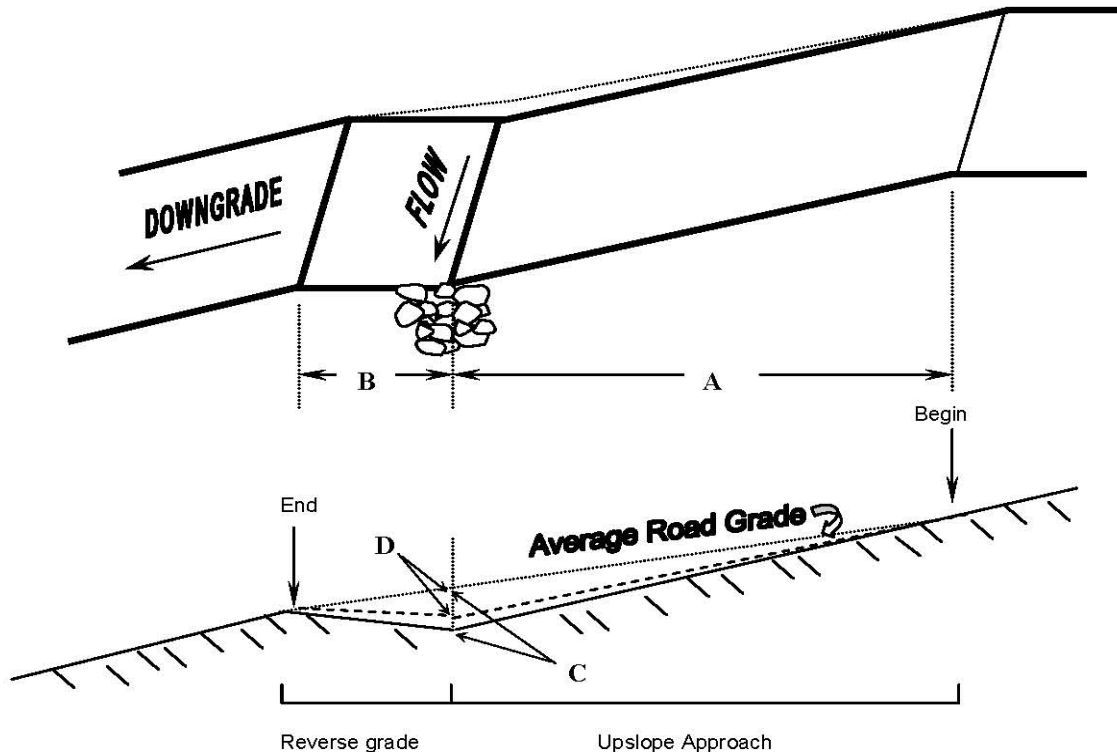 DOWNGRADE
FLOW
B
A
Begin
End
Average Road Grade
D
C
Reverse grade
Upslope Approach